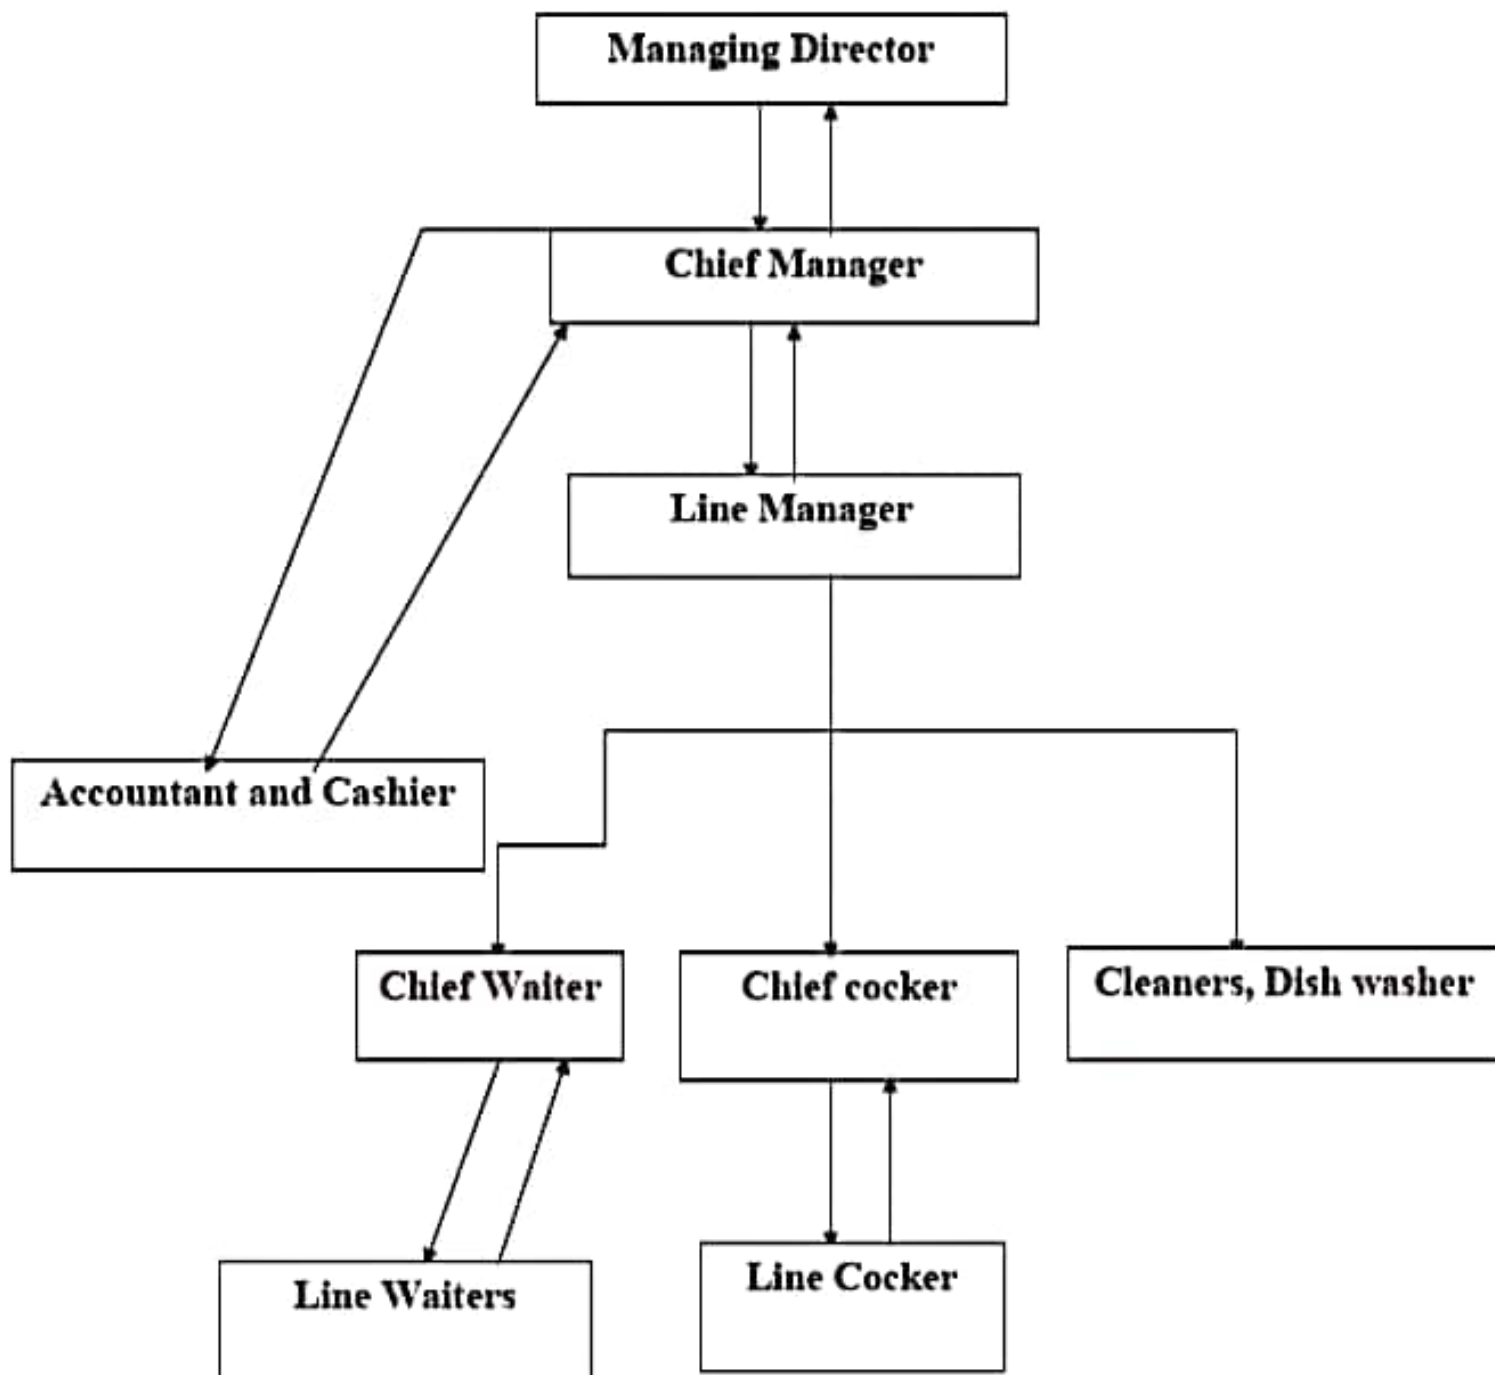 Managing Director
Chief Manager
Line Manager
Accountant and Cashier
Chief Waiter
Chief cocker
Cleaners, Dish washer
Line Waiters
Line Cocker